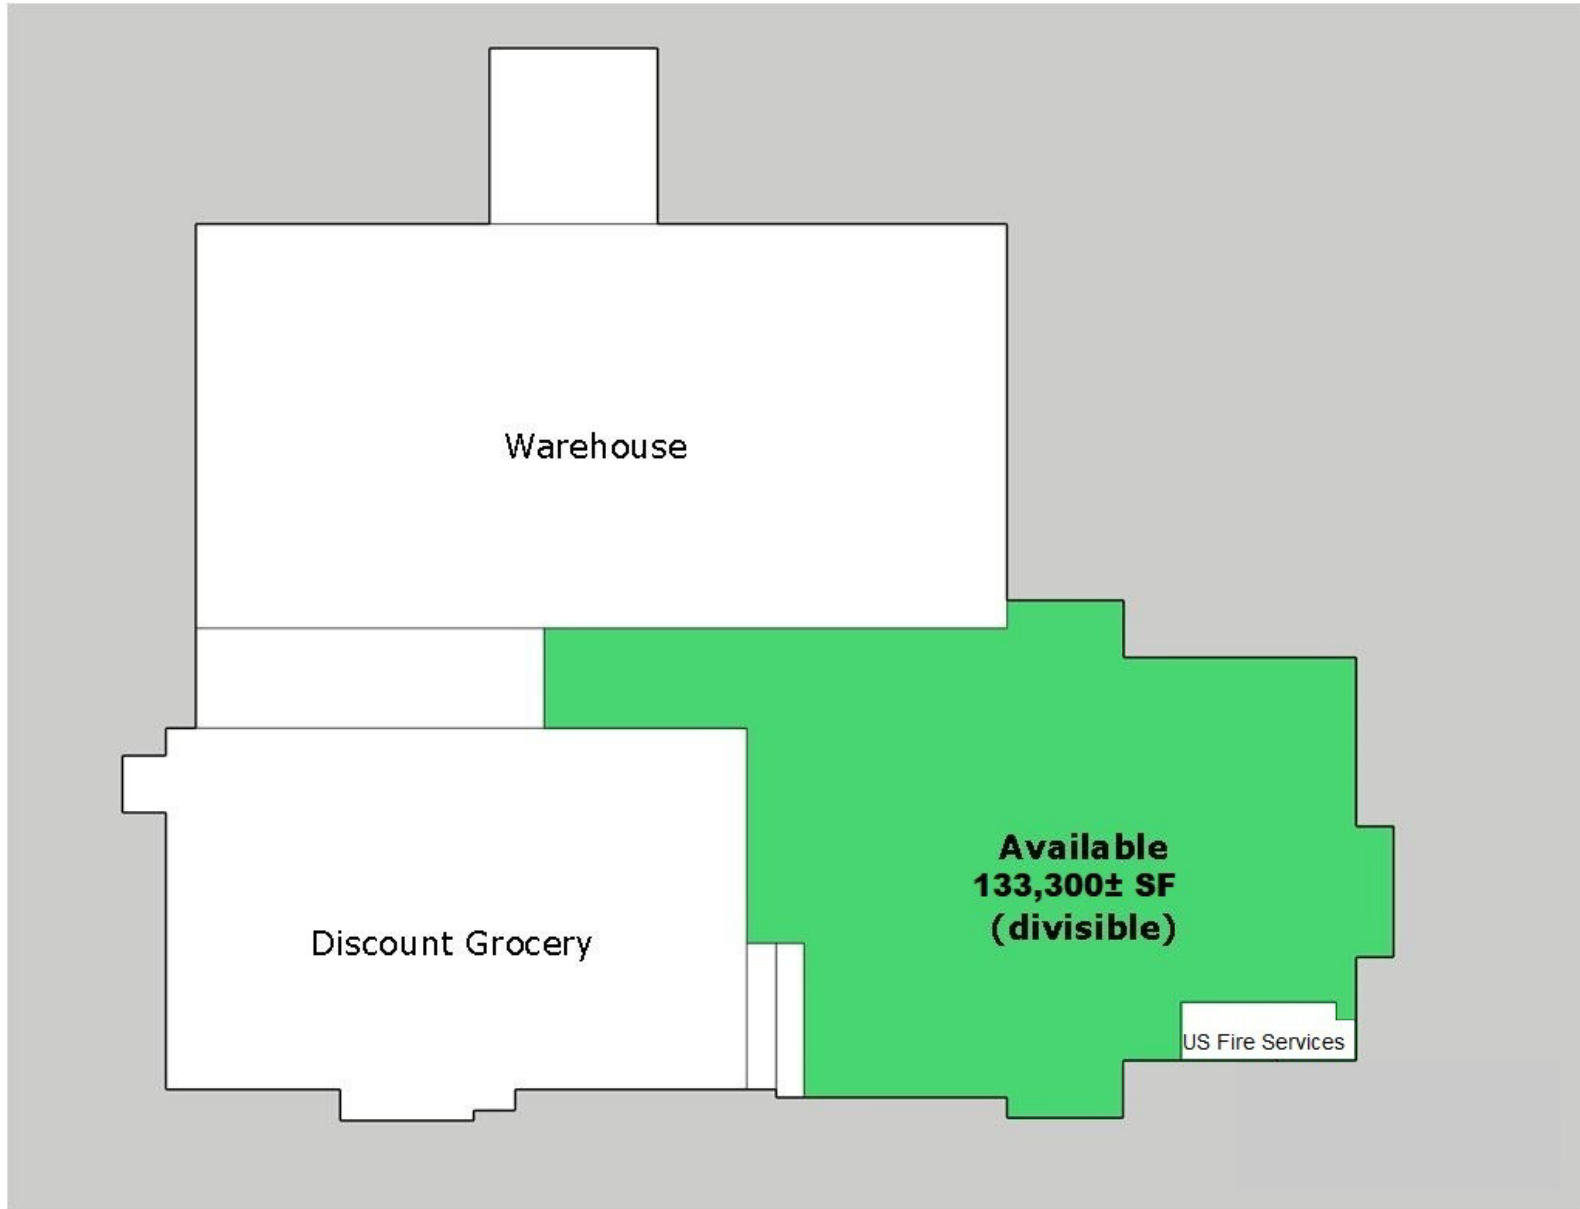 Warehouse
Available
133,300± SF
(divisible)
Discount Grocery
US Fire Services